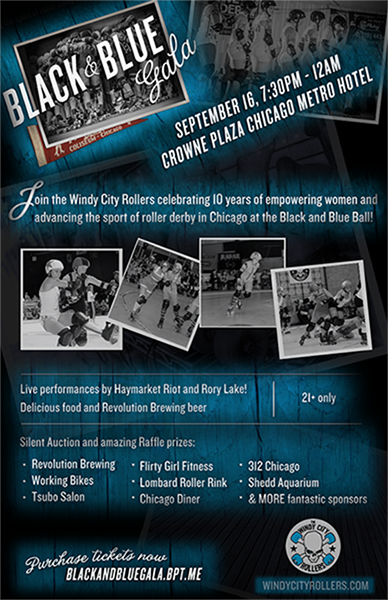 BLACK & BLUE
Gala
COLISEUM - CHICAGO
SEPTEMBER 16, 7:30PM - 12AM
CROWNE PLAZA CHICAGO METRO HOTEL
Join the Windy City Rollers celebrating 10 years of empowering women and
advancing the sport of roller derby in Chicago at the Black and Blue Ball!
Live performances by Haymarket Riot and Rory Lake!
Delicious food and Revolution Brewing beer
21+ only
Silent Auction and amazing Raffle prizes:
· Revolution Brewing
· Working Bikes
· Tsubo Salon
· Flirty Girl Fitness
· Lombard Roller Rink
· Chicago Diner
· 312 Chicago
· Shedd Aquarium
· & MORE fantastic sponsors
Purchase tickets now
BLACKANDBLUEGALA.BPT.ME
THE
WINDY CITY
ROLLERS
WINDYCITYROLLERS.COM